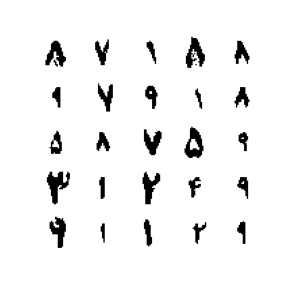 ۸ ۷ ۱ ۸ ۸
۹ ۷ ۹ ۱ ۸
۵ ۸ ۷ ۵ ۹
۳ ۱ ۲ ۴ ۹
۱ ۱ ۲ ۹